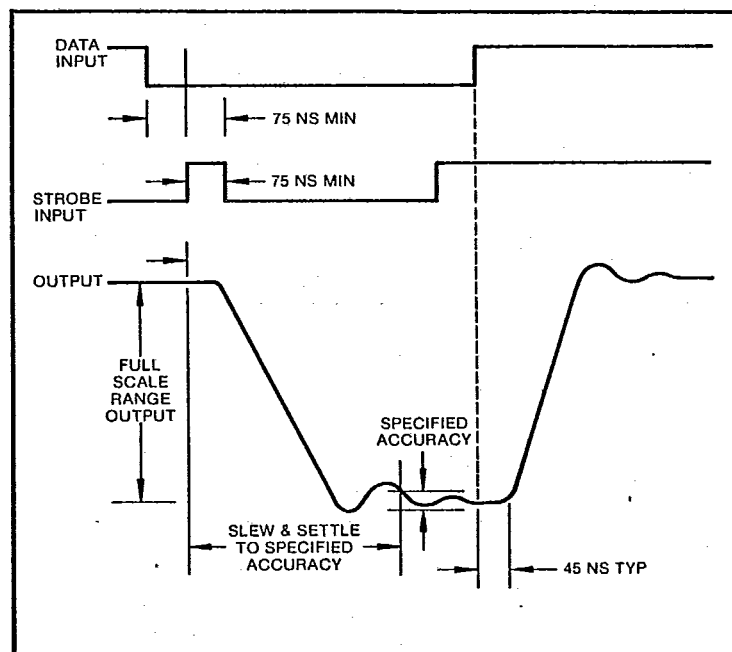 DATA
INPUT
75 NS MIN
STROBE
INPUT
75 NS MIN
OUTPUT
FULL
SCALE
RANGE
OUTPUT
SPECIFIED
ACCURACY
SLEW & SETTLE
TO SPECIFIED
ACCURACY
45 NS TYP